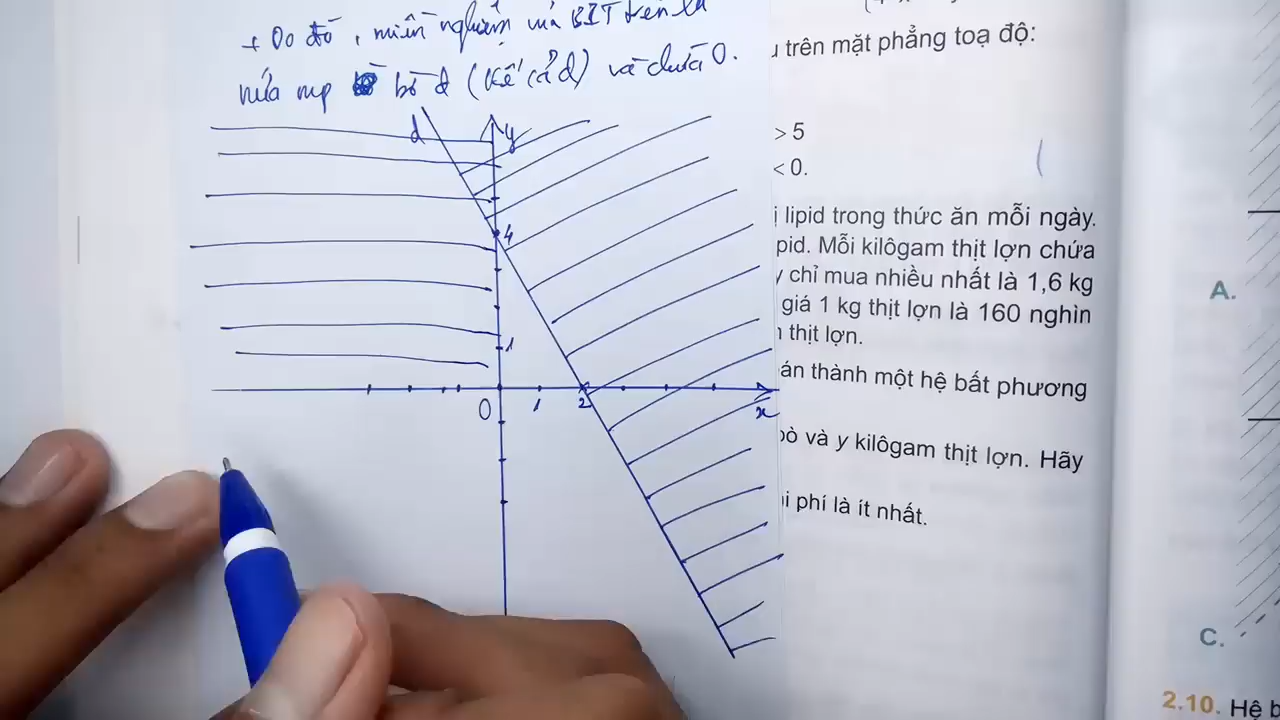 + Do đó, miền nghiệm của BPT trên là
nửa mp bờ d (kể cả d) và chứa O.
d
y
4
1
O
1
2
x
trên mặt phẳng toạ độ:
> 5
< 0.
lipid trong thức ăn mỗi ngày.
pid. Mỗi kilôgam thịt lợn chứa
chỉ mua nhiều nhất là 1,6 kg
giá 1 kg thịt lợn là 160 nghìn
thịt lợn.
án thành một hệ bất phương
và y kilôgam thịt lợn. Hãy
phí là ít nhất.
A.
C.
2.10. Hệ b